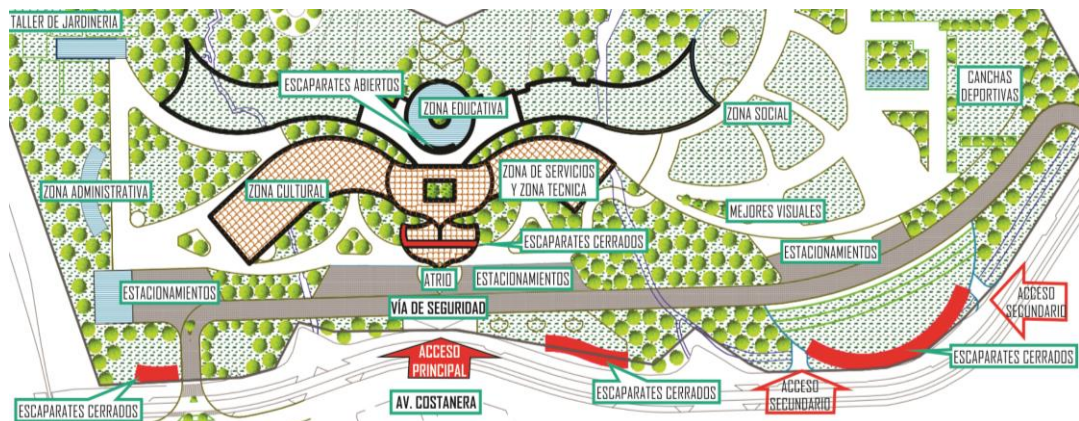 TALLER DE JARDINERIA
ESCAPARATES ABIERTOS
ZONA EDUCATIVA
ZONA SOCIAL
CANCHAS
DEPORTIVAS
ZONA ADMINISTRATIVA
ZONA CULTURAL
ZONA DE SERVICIOS
Y ZONA TECNICA
MEJORES VISUALES
ESCAPARATES CERRADOS
ESTACIONAMIENTOS
ATRIO
ESTACIONAMIENTOS
ESTACIONAMIENTOS
VÍA DE SEGURIDAD
ACCESO
SECUNDARIO
ACCESO
PRINCIPAL
ESCAPARATES CERRADOS
ESCAPARATES CERRADOS
ESCAPARATES CERRADOS
ACCESO
SECUNDARIO
AV. COSTANERA